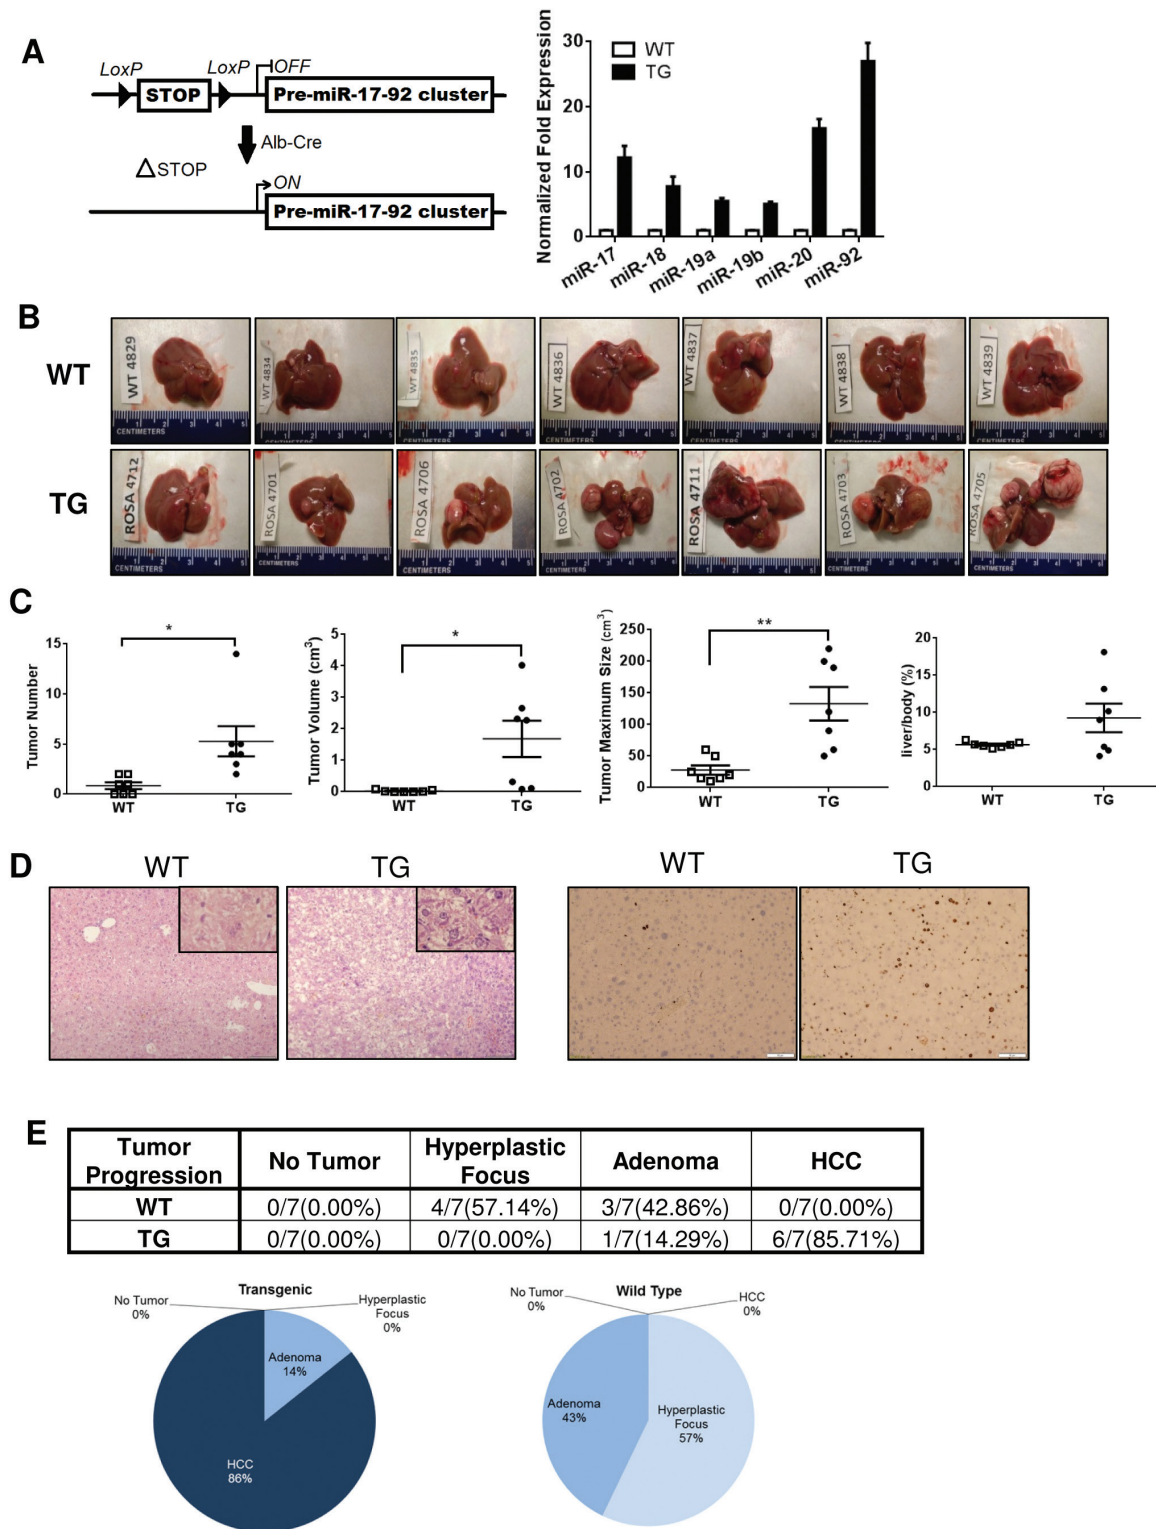 A
LoxP
LoxP
OFF
STOP
Pre-miR-17-92 cluster
Alb-Cre
△STOP
ON
Pre-miR-17-92 cluster
Normalized Fold Expression
30
20
10
0
WT
TG
miR-17
miR-18
miR-19a
miR-19b
miR-20
miR-92
B
WT
WT 4829
WT 4834
WT 4835
WT 4836
WT 4837
WT 4838
WT 4839
CENTIMETERS
TG
ROSA 4712
ROSA 4701
ROSA 4706
ROSA 4702
ROSA 4711
ROSA 4703
ROSA 4705
CENTIMETERS
C
Tumor Number
15
10
5
0
*
WT
TG
Tumor Volume (cm³)
5
4
3
2
1
0
*
WT
TG
Tumor Maximum Size (cm³)
250
200
150
100
50
0
**
WT
TG
liver/body (%)
20
15
10
5
0
WT
TG
D
WT
TG
WT
TG
E
Tumor Progression
No Tumor
Hyperplastic Focus
Adenoma
HCC
WT
0/7(0.00%)
4/7(57.14%)
3/7(42.86%)
0/7(0.00%)
TG
0/7(0.00%)
0/7(0.00%)
1/7(14.29%)
6/7(85.71%)
Transgenic
No Tumor
0%
Hyperplastic
Focus
0%
Adenoma
14%
HCC
86%
Wild Type
No Tumor
0%
HCC
0%
Adenoma
43%
Hyperplastic
Focus
57%